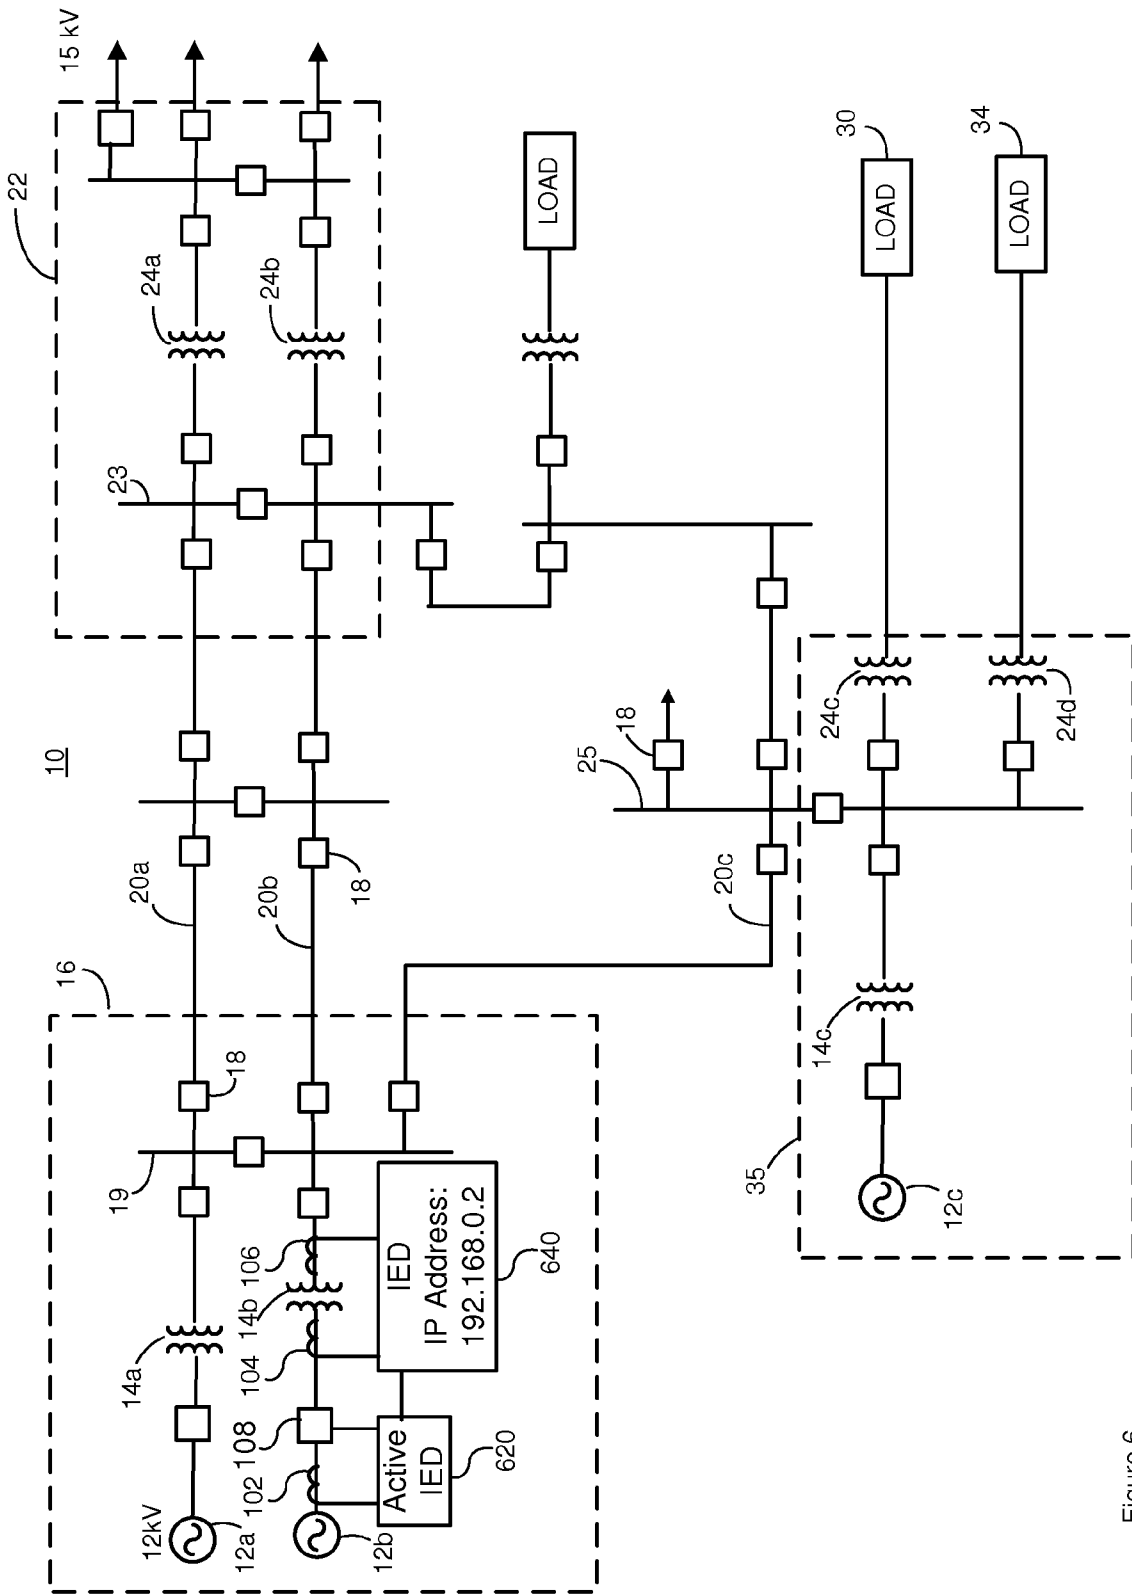 10
22
15 kV
24a
24b
23
LOAD
LOAD
30
LOAD
34
16
20a
20b
18
18
19
14a
12kV
12a
12b
102
108
104
14b
106
Active
IED
620
IED
IP Address:
192.168.0.2
640
20c
25
18
24c
24d
14c
35
12c
Figure 6